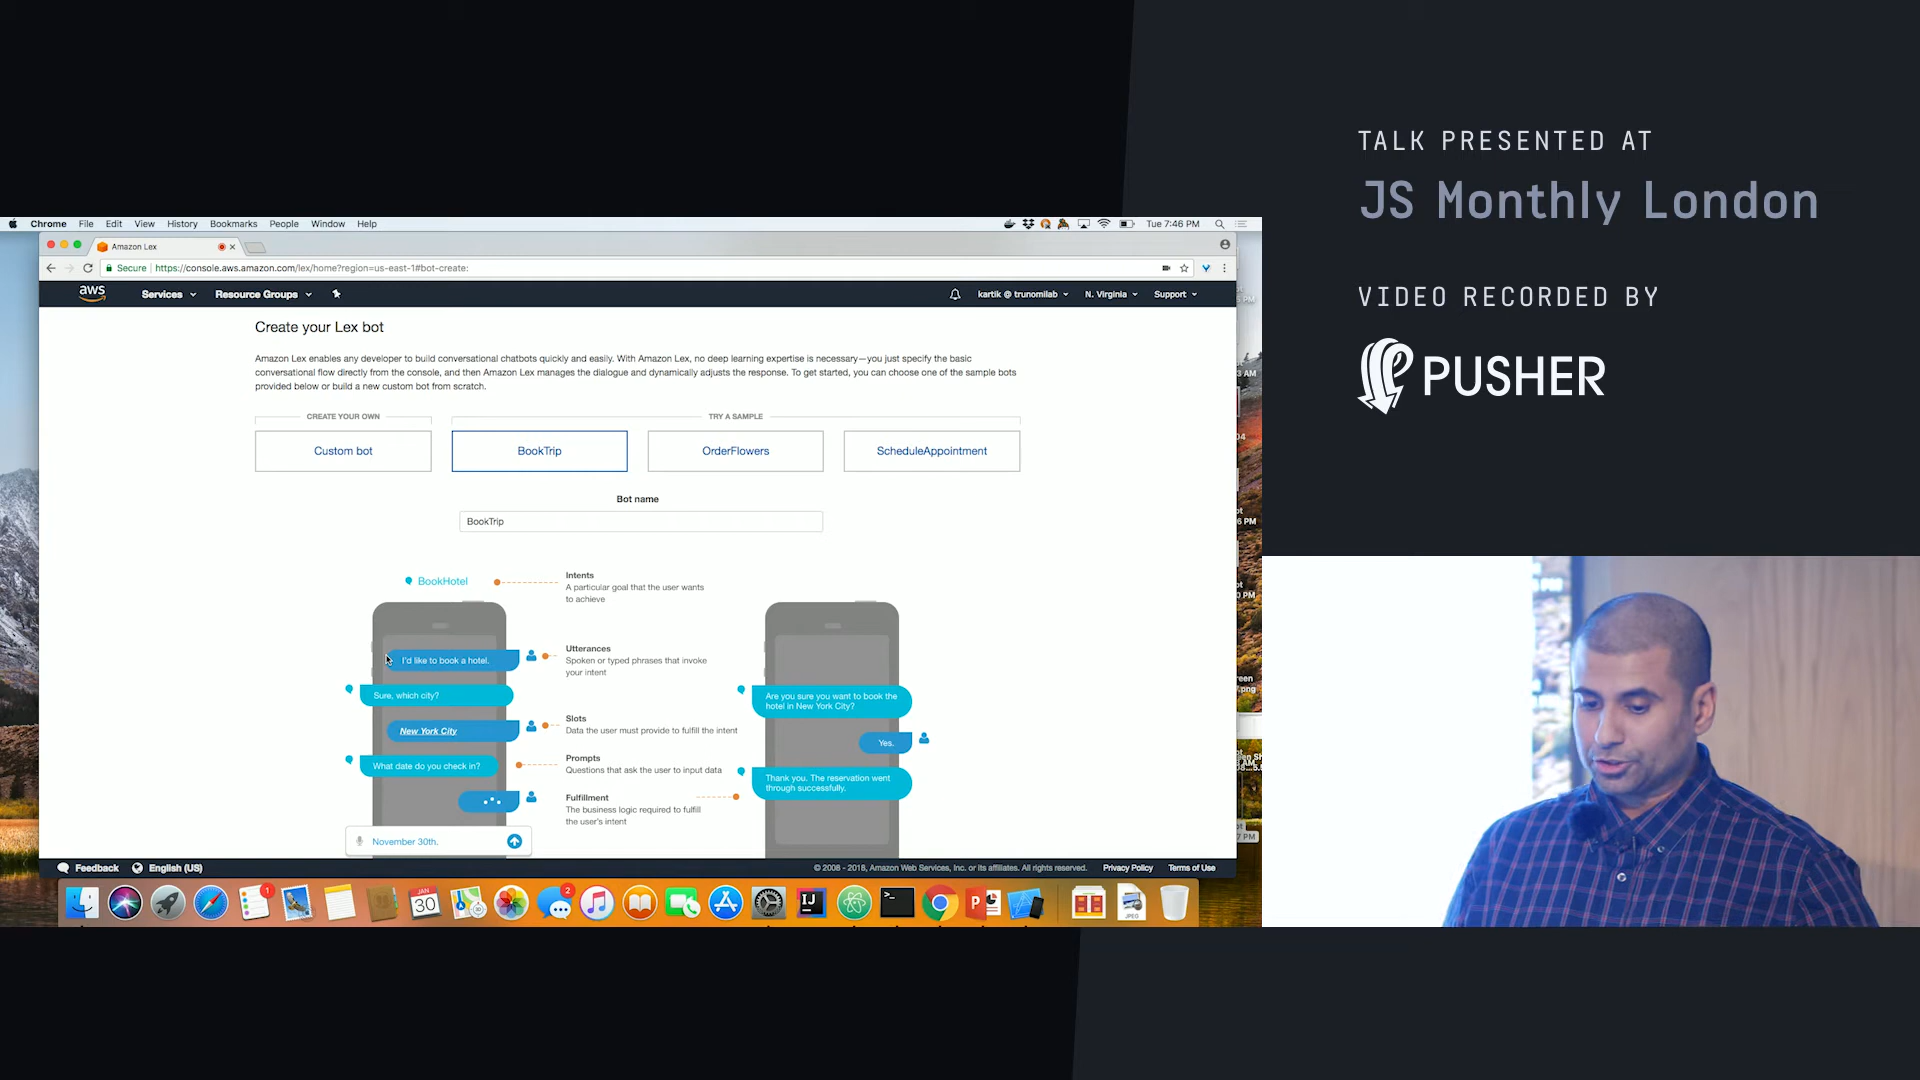 TALK PRESENTED AT
JS Monthly London
VIDEO RECORDED BY
PUSHER
Chrome File Edit View History Bookmarks People Window Help
Tue 7:46 PM
Amazon Lex
Secure https://console.aws.amazon.com/lex/home?region=us-east-1#bot-create:
aws Services Resource Groups kartik @ trunomilab N. Virginia Support
Create your Lex bot
Amazon Lex enables any developer to build conversational chatbots quickly and easily. With Amazon Lex, no deep learning expertise is necessary—you just specify the basic
conversational flow directly from the console, and then Amazon Lex manages the dialogue and dynamically adjusts the response. To get started, you can choose one of the sample bots
provided below or build a new custom bot from scratch.
CREATE YOUR OWN TRY A SAMPLE
Custom bot BookTrip OrderFlowers ScheduleAppointment
Bot name
BookTrip
BookHotel
Intents
A particular goal that the user wants
to achieve
I'd like to book a hotel.
Utterances
Spoken or typed phrases that invoke
your intent
Sure, which city?
New York City
Slots
Data the user must provide to fulfill the intent
What date do you check in?
Prompts
Questions that ask the user to input data
Fulfillment
The business logic required to fulfill
the user's intent
November 30th.
Are you sure you want to book the
hotel in New York City?
Yes.
Thank you. The reservation went
through successfully.
Feedback English (US)
© 2008 - 2018, Amazon Web Services, Inc. or its affiliates. All rights reserved. Privacy Policy Terms of Use
1
JAN
30
2
IJ
P
JPEG